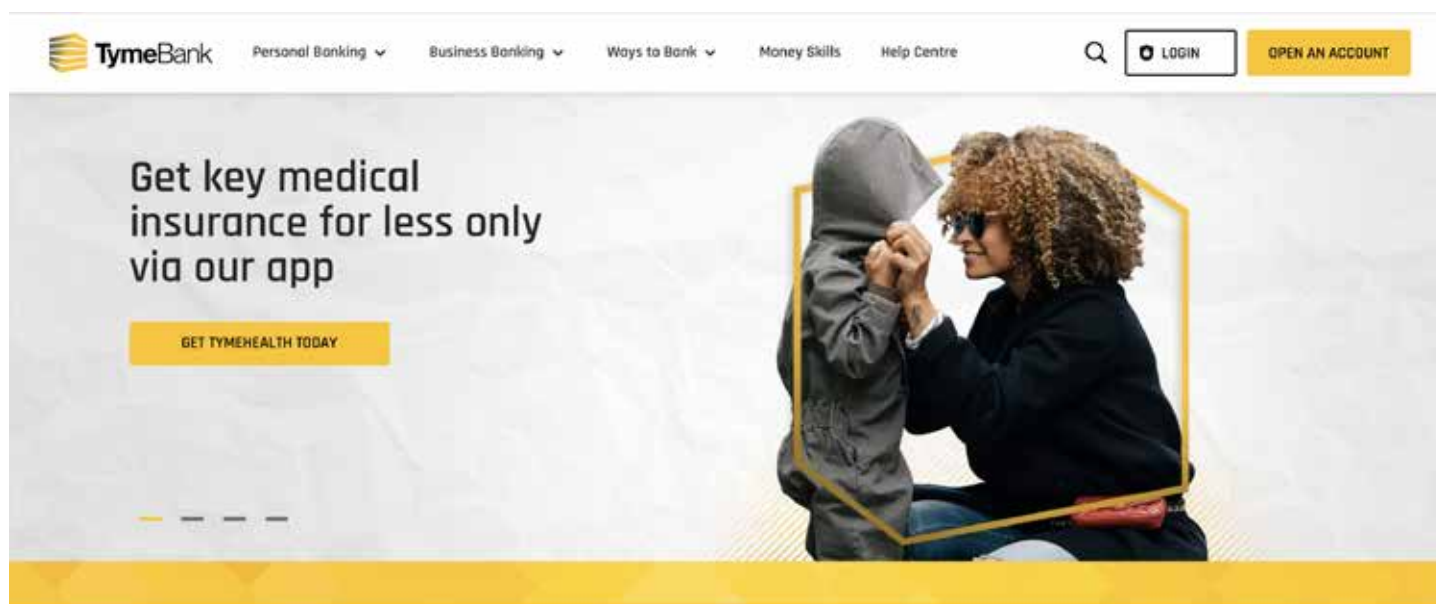 TymeBank
Personal Banking
Business Banking
Ways to Bank
Money Skills
Help Centre
LOGIN
OPEN AN ACCOUNT
Get key medical
insurance for less only
via our app
GET TYMEHEALTH TODAY